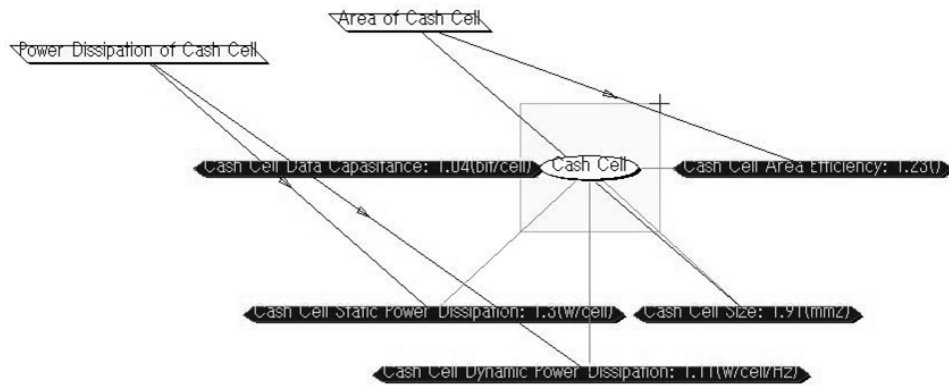 Area of Cash Cell
Power Dissipation of Cash Cell
Cash Cell Data Capasitance: 1.04(bit/cell)
Cash Cell
Cash Cell Area Efficiency: 1.23()
Cash Cell Static Power Dissipation: 1.3(W/cell)
Cash Cell Size: 1.91(mm2)
Cash Cell Dynamic Power Dissipation: 1.11(W/cell/Hz)